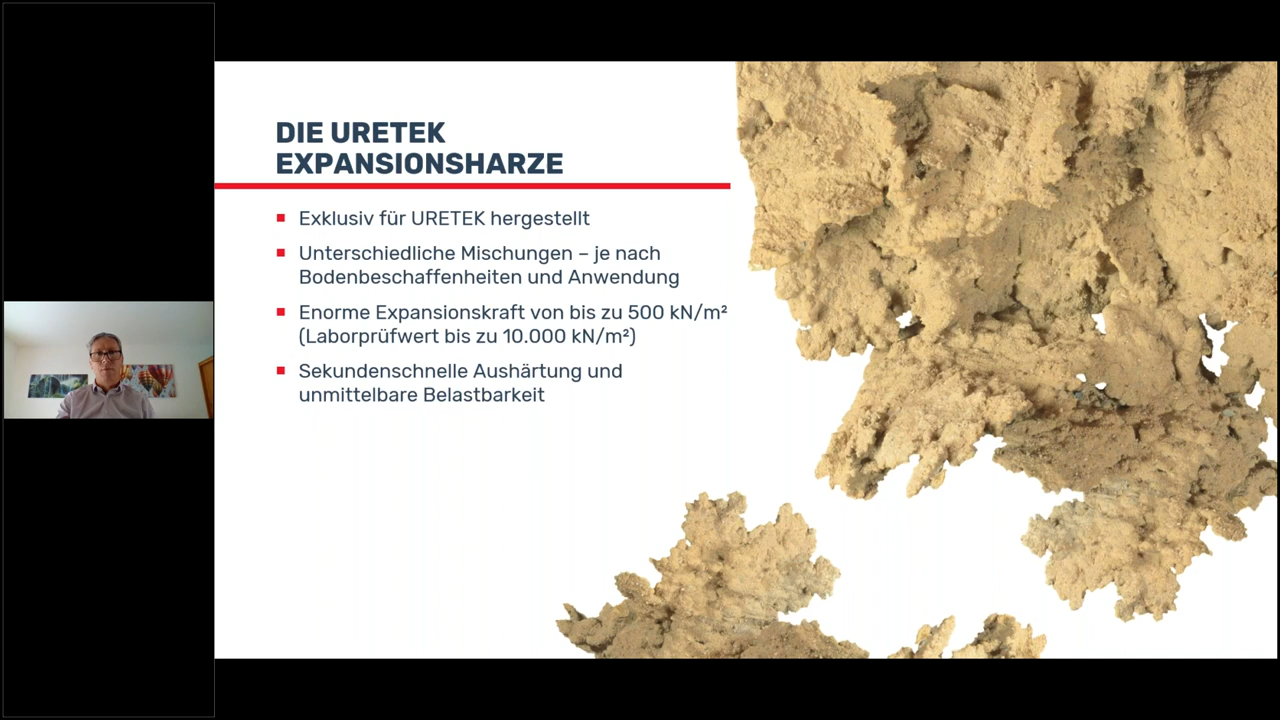 DIE URETEK
EXPANSIONSHARZE
Exklusiv für URETEK hergestellt
Unterschiedliche Mischungen – je nach
Bodenbeschaffenheiten und Anwendung
Enorme Expansionskraft von bis zu 500 kN/m²
(Laborprüfwert bis zu 10.000 kN/m²)
Sekundenschnelle Aushärtung und
unmittelbare Belastbarkeit